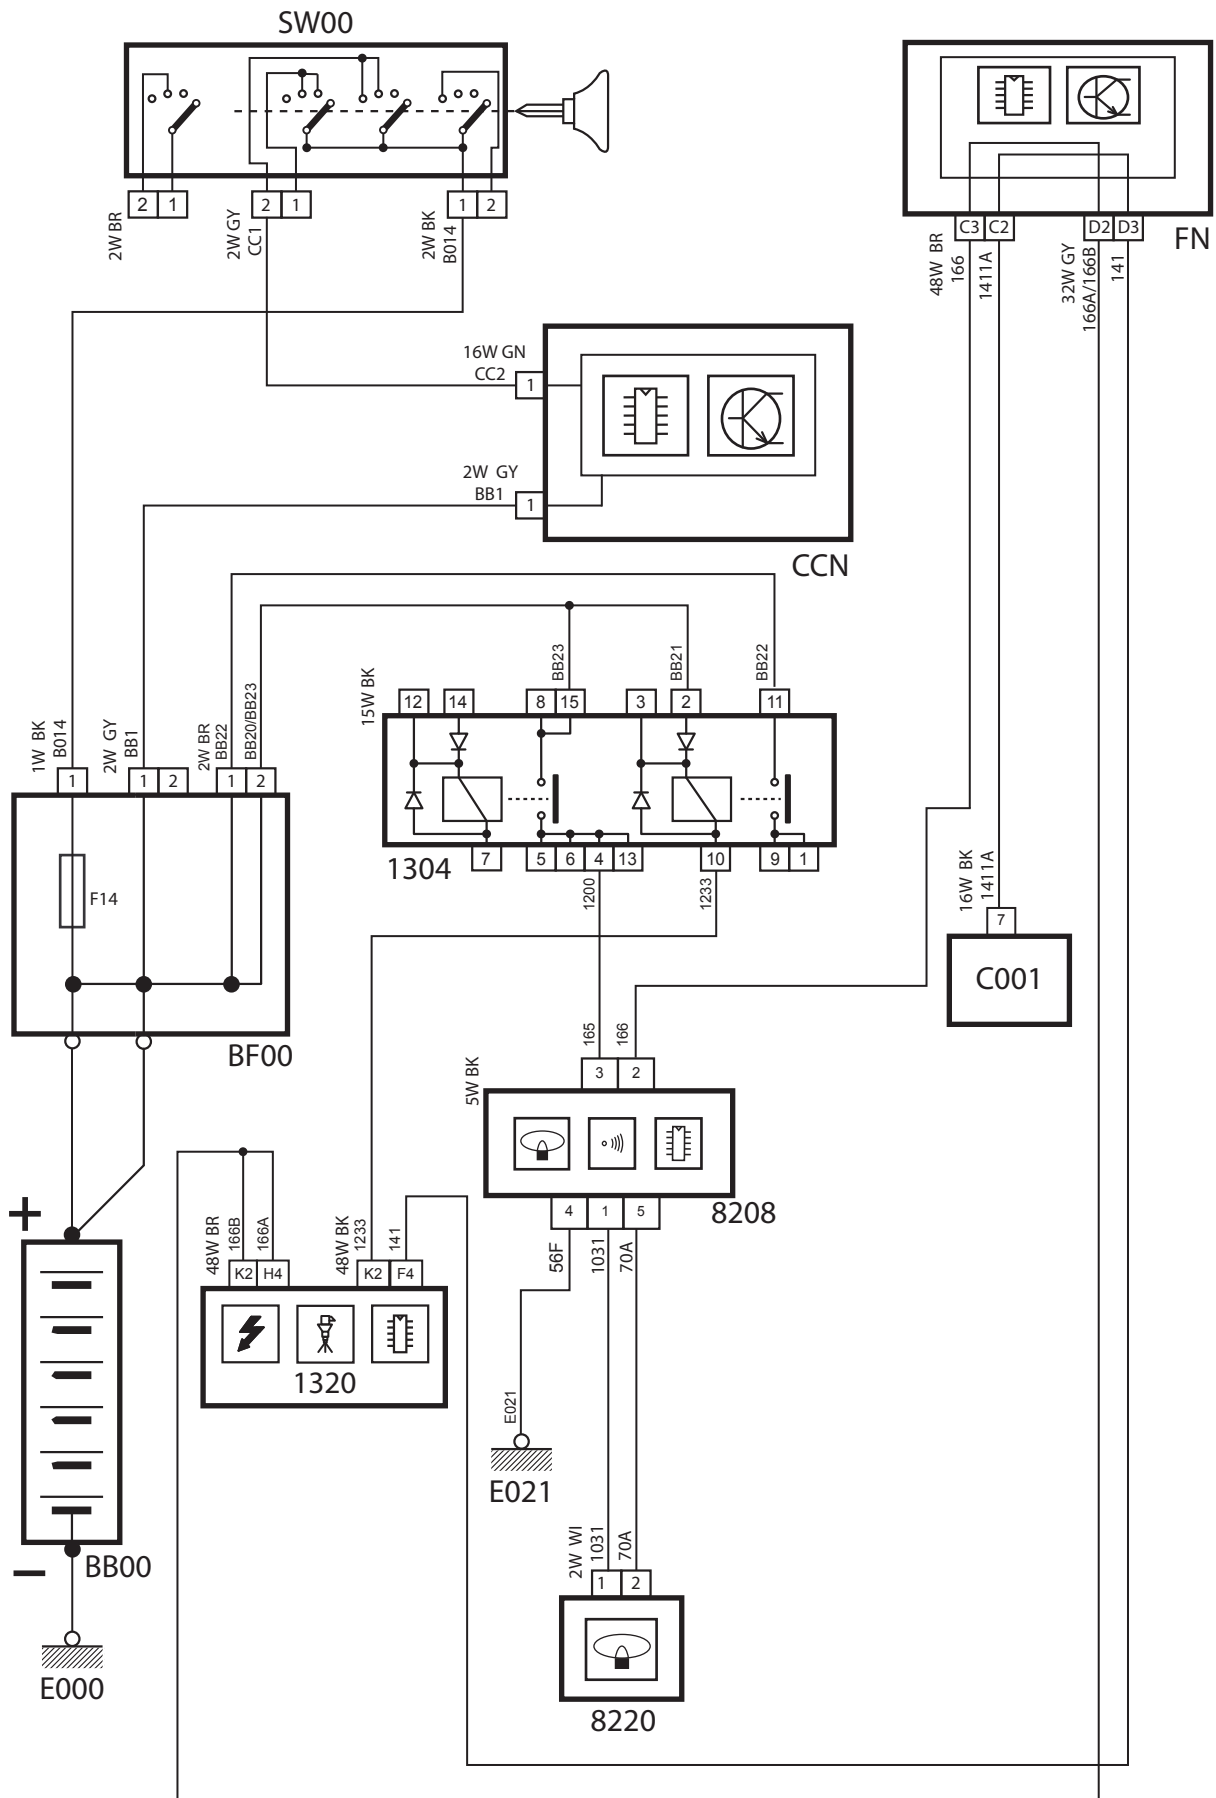 SW00
2 1
2 1
1 2
2W BR
2W GY
CC1
2W BK
B014
C3 C2
D2 D3
FN
48W BR
166
1411A
32W GY
166A/166B
141
16W GN
CC2
1
2W GY
BB1
1
CCN
15W BK
BB23
BB21
BB22
12 14 8 15 3 2 11
1W BK
B014
2W GY
BB1
2W BR
BB22
BB20/BB23
1 1 2 1 2
F14
BF00
7 5 6 4 13 10 9 1
1304
1200
1233
16W BK
1411A
7
C001
165
166
5W BK
3 2
4 1 5
8208
56F
1031
70A
48W BR
166B
166A
48W BK
1233
141
K2 H4
K2 F4
1320
+
−
BB00
E000
E021
E021
2W WI
1031
70A
1 2
8220